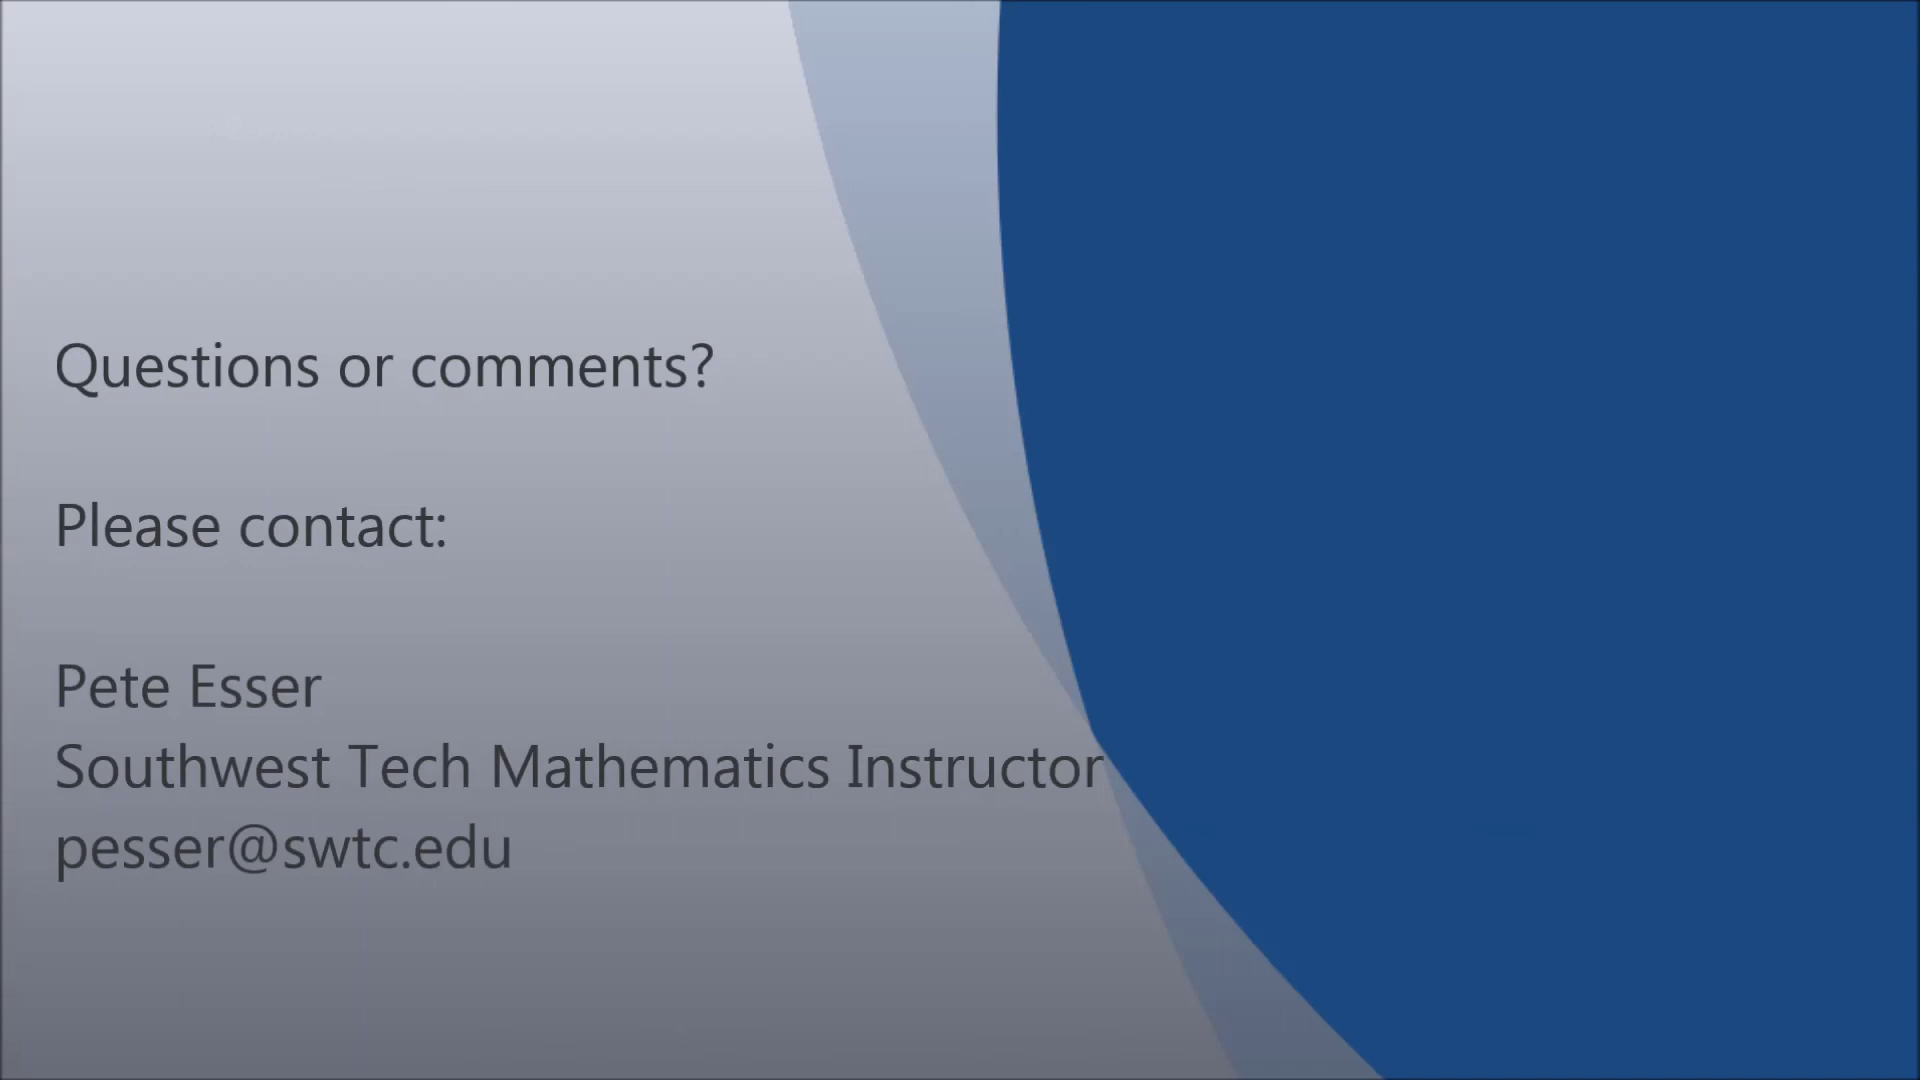 Questions or comments?
Please contact:
Pete Esser
Southwest Tech Mathematics Instructor
pesser@swtc.edu